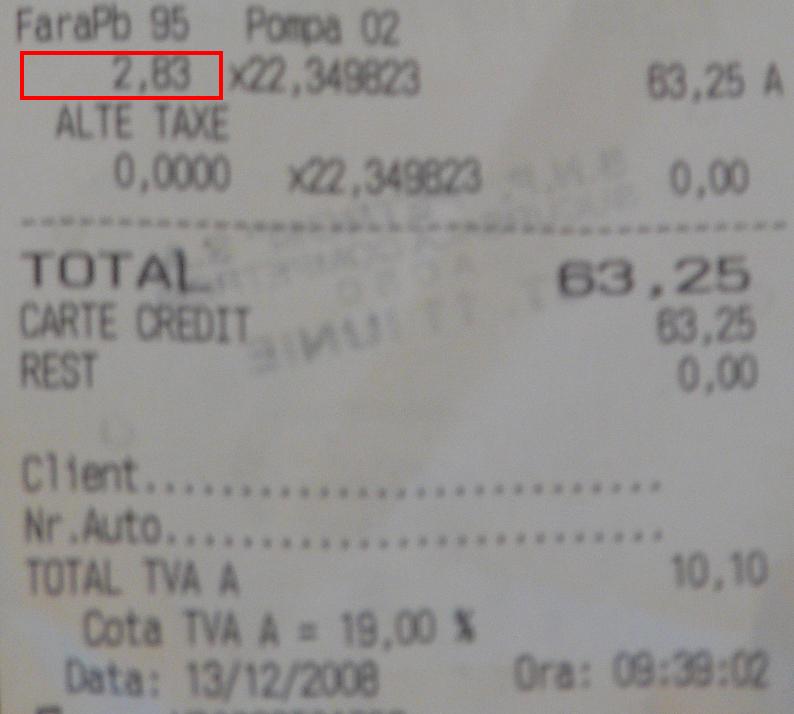 FaraPb 95 Pompa 02
2,83 x22,349823 63,25 A
ALTE TAXE
0,0000 x22,349823 0,00
TOTAL 63,25
CARTE CREDIT 63,25
REST 0,00
Client..........................
Nr.Auto.........................
TOTAL TVA A 10,10
Cota TVA A = 19,00 %
Data: 13/12/2008 Ora: 09:39:02